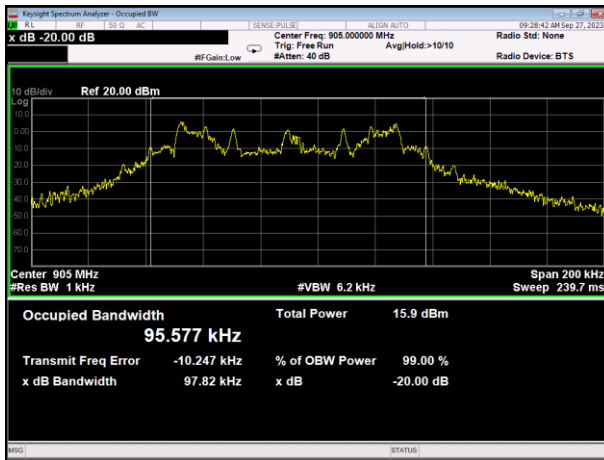 Keysight Spectrum Analyzer - Occupied BW
RL RF 50 Ω AC SENSE:PULSE ALIGN AUTO 09:28:42 AM Sep 27, 2023
x dB -20.00 dB Center Freq: 905.000000 MHz Radio Std: None
Trig: Free Run Avg|Hold:>10/10
#IFGain:Low #Atten: 40 dB Radio Device: BTS
10 dB/div Ref 20.00 dBm
Log
10.0
0.00
-10.0
-20.0
-30.0
-40.0
-50.0
-60.0
-70.0
Center 905 MHz Span 200 kHz
#Res BW 1 kHz #VBW 6.2 kHz Sweep 239.7 ms
Occupied Bandwidth Total Power 15.9 dBm
95.577 kHz
Transmit Freq Error -10.247 kHz % of OBW Power 99.00 %
x dB Bandwidth 97.82 kHz x dB -20.00 dB
MSG STATUS